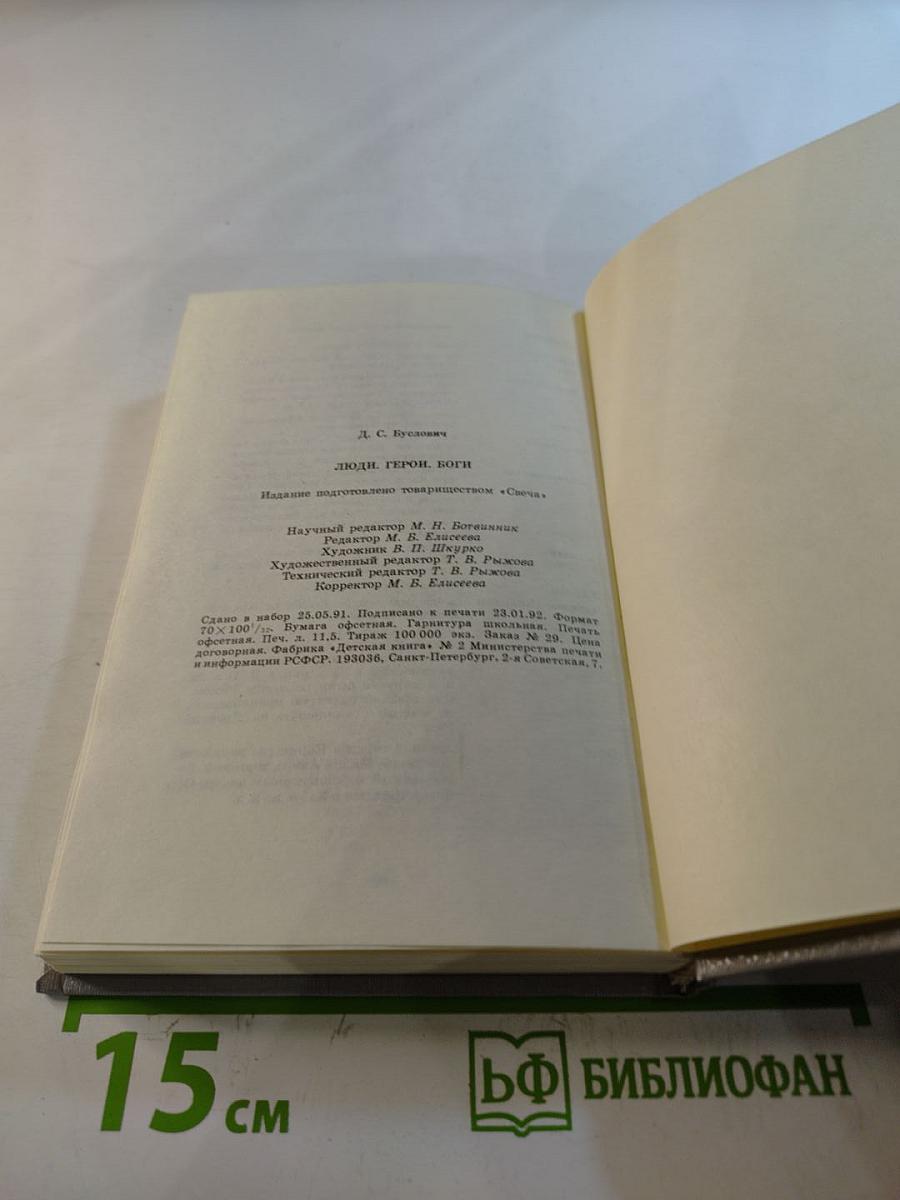 Д. С. Буслович
ЛЮДИ. ГЕРОИ. БОГИ
Издание подготовлено товариществом «Свеча»
Научный редактор М. Н. Ботвинник
Редактор М. В. Елисеева
Художник В. П. Шкурко
Художественный редактор Т. В. Рыжова
Технический редактор Т. В. Рыжова
Корректор М. В. Елисеева
Сдано в набор 25.05.91. Подписано к печати 23.01.92. Формат
70×100¹/₃₂. Бумага офсетная. Гарнитура школьная. Печать
офсетная. Печ. л. 11,5. Тираж 100 000 экз. Заказ № 29. Цена
договорная. Фабрика «Детская книга» № 2 Министерства печати
и информации РСФСР. 193036, Санкт-Петербург, 2-я Советская, 7.
15 см
БФ БИБЛИОФАН